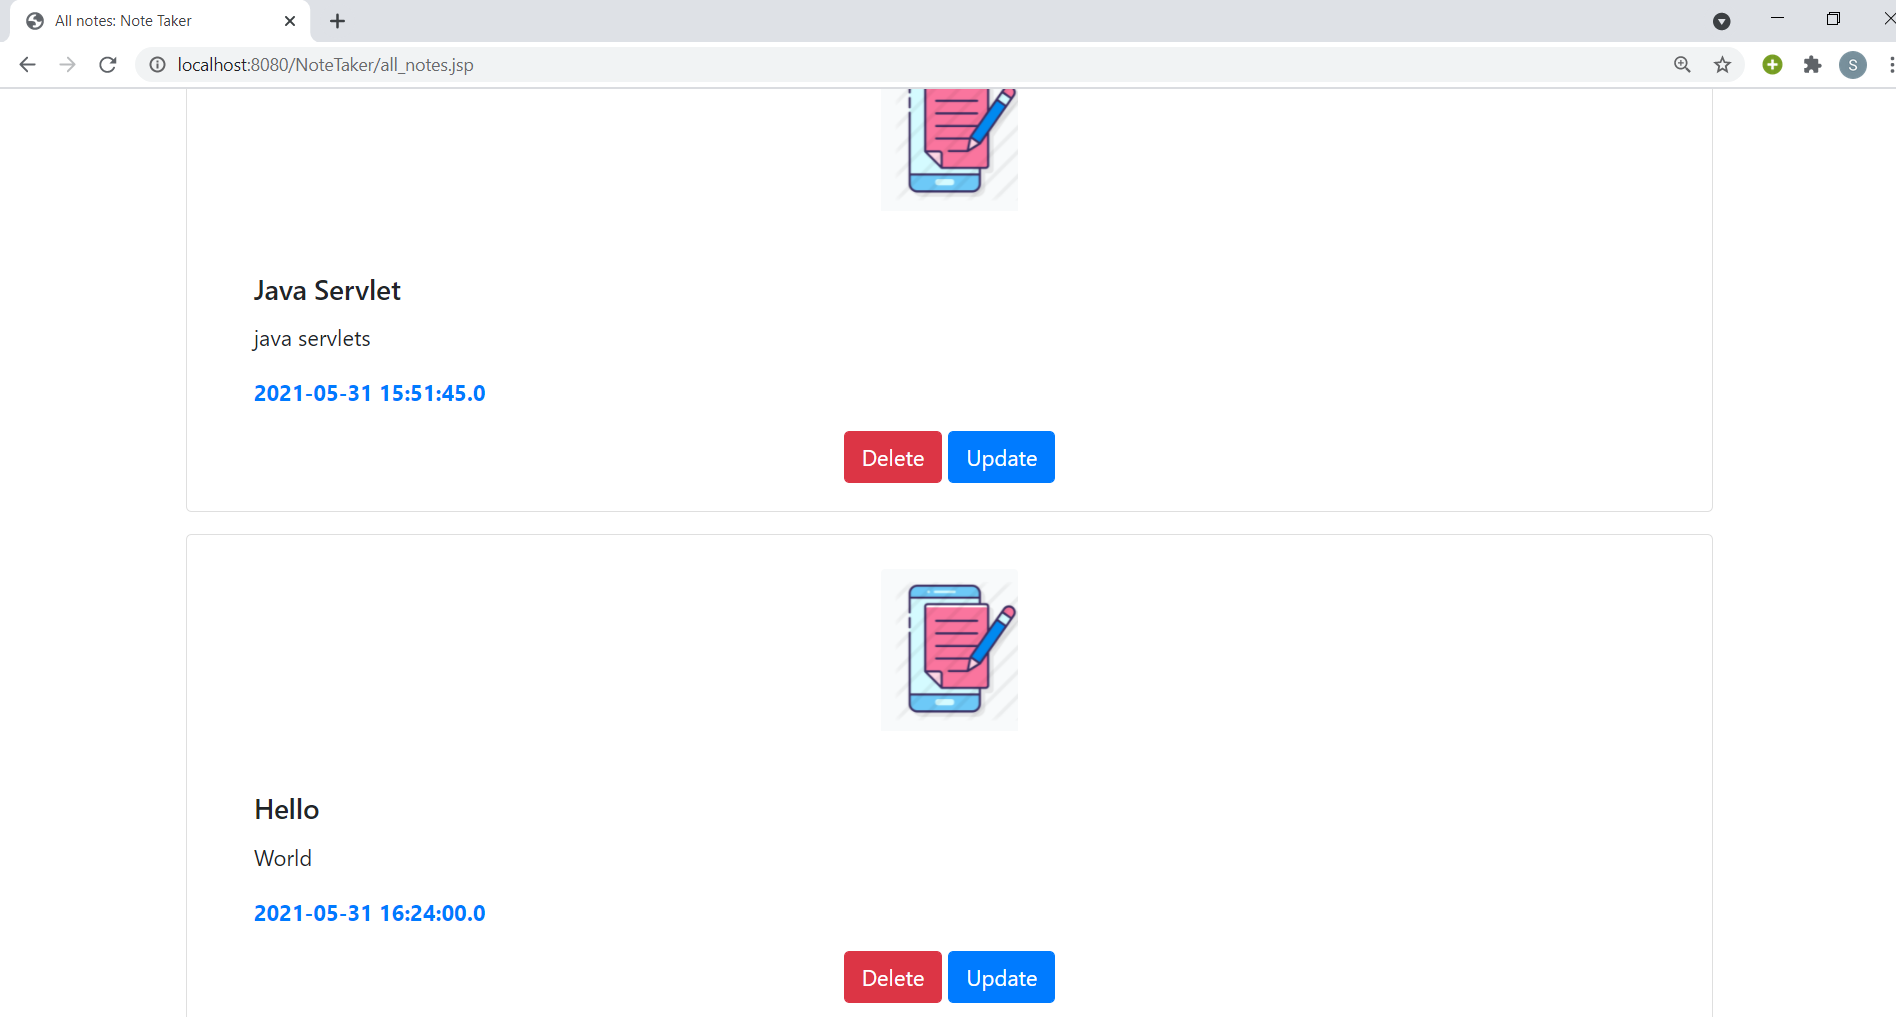 All notes: Note Taker
localhost:8080/NoteTaker/all_notes.jsp
S
Java Servlet
java servlets
2021-05-31 15:51:45.0
Delete Update
Hello
World
2021-05-31 16:24:00.0
Delete Update